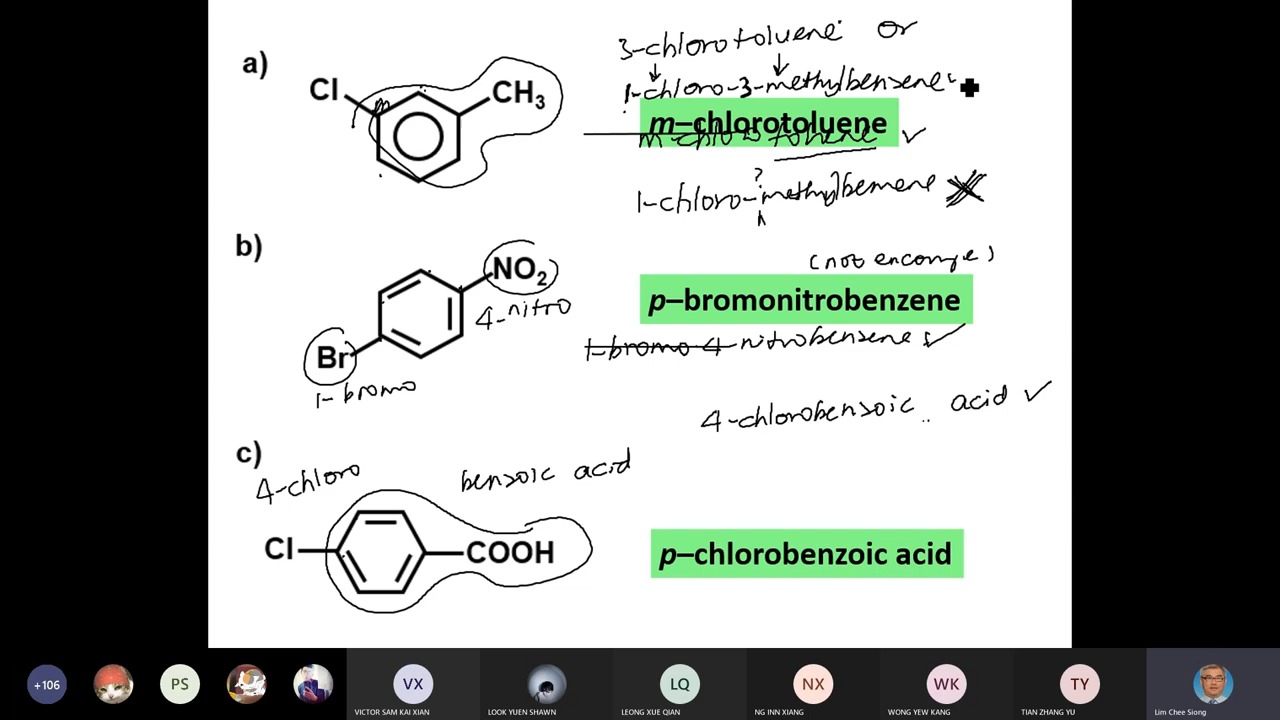 3-chlorotoluene or
a)
Cl
CH3
1-chloro-3-methylbenzene
m–chlorotoluene
m-chlorotoluene ✓
?
1-chloro-methylbenzene
b)
(not encourage)
NO2
p–bromonitrobenzene
4-nitro
1-bromo-4-nitrobenzene ✓
Br
1-bromo
4-chlorobenzoic acid ✓
c)
4-chloro
benzoic acid
Cl
COOH
p–chlorobenzoic acid
+106
PS
VX
LQ
NX
WK
TY
VICTOR SAM KAI XIAN
LOOK YUEN SHAWN
LEONG XUE QIAN
NG INN XIANG
WONG YEW KANG
TIAN ZHANG YU
Lim Chee Siong